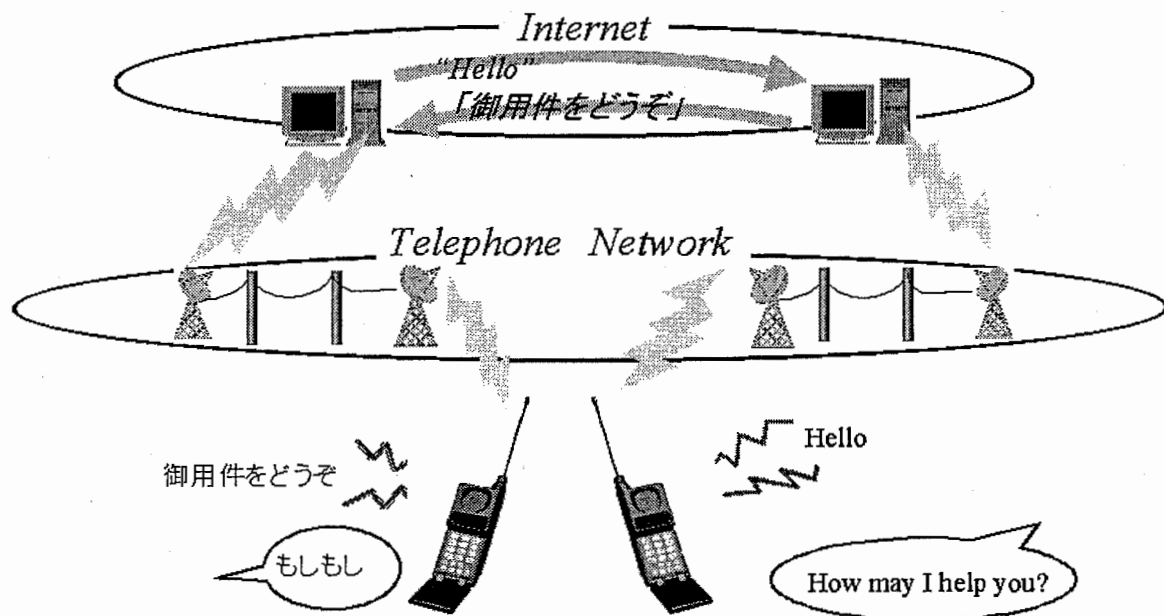 Internet
“Hello”
「御用件をどうぞ」
Telephone Network
御用件をどうぞ
Hello
もしもし
How may I help you?